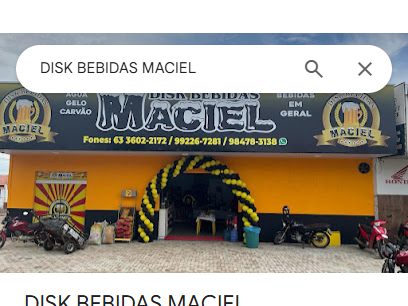 DISK BEBIDAS MACIEL
DISK BEBIDAS
ÁGUA
GELO
CARVÃO
MACIEL
BEBIDAS
EM
GERAL
MACIEL
MACIEL
Fones: 63 3602-2172 / 99226-7281 / 98478-3138
HONDA
DISK BEBIDAS MACIEL